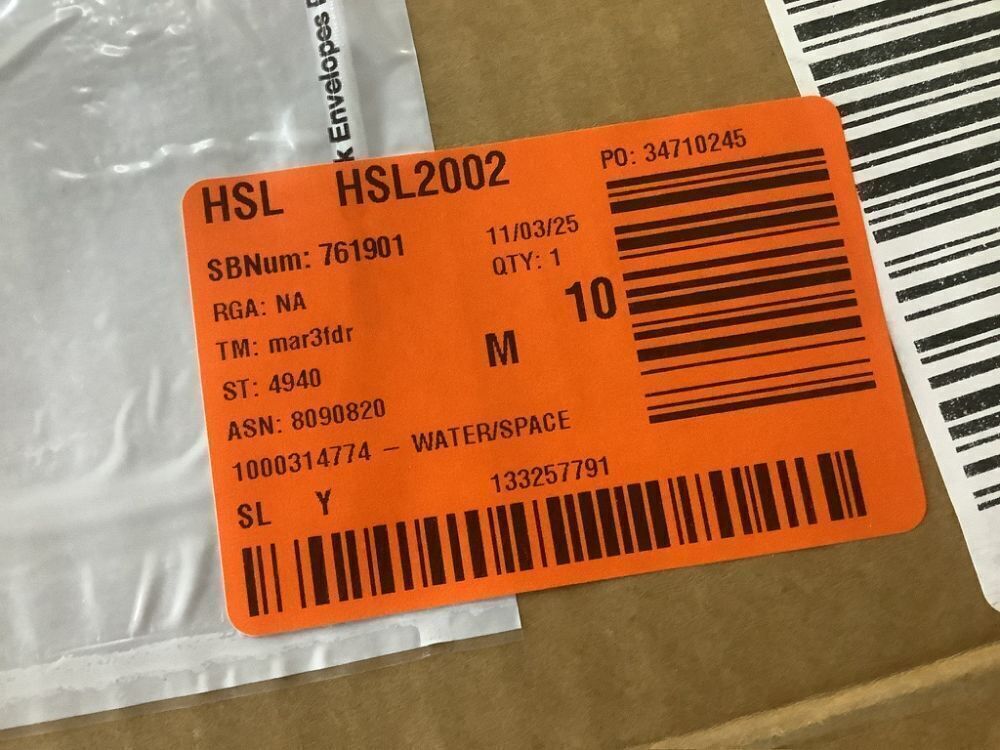 k Envelopes
HSL HSL2002
PO: 34710245
SBNum: 761901
11/03/25
RGA: NA
QTY: 1
TM: mar3fdr
10
ST: 4940
M
ASN: 8090820
1000314774 – WATER/SPACE
SL Y
133257791